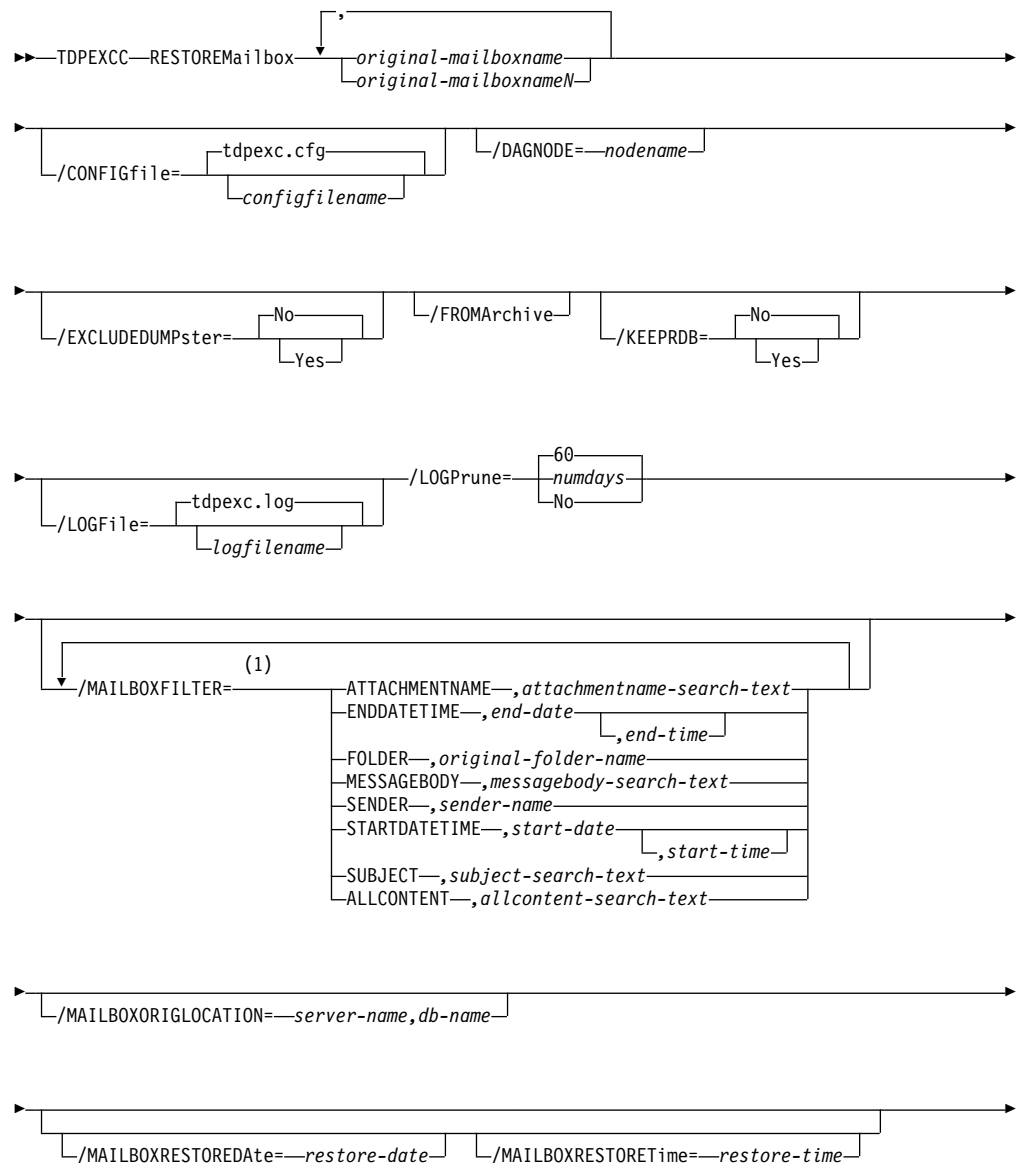 ,
TDPEXCC RESTOREMailbox original-mailboxname
original-mailboxnameN
/CONFIGfile= tdpexc.cfg
configfilename
/DAGNODE= nodename
/EXCLUDEDUMPster= No
Yes
/FROMArchive
/KEEPRDB= No
Yes
/LOGFile= tdpexc.log
logfilename
/LOGPrune= 60
numdays
No
(1)
/MAILBOXFILTER= ATTACHMENTNAME ,attachmentname-search-text
ENDDATETIME ,end-date
,end-time
FOLDER ,original-folder-name
MESSAGEBODY ,messagebody-search-text
SENDER ,sender-name
STARTDATETIME ,start-date
,start-time
SUBJECT ,subject-search-text
ALLCONTENT ,allcontent-search-text
/MAILBOXORIGLOCATION= server-name,db-name
/MAILBOXRESTOREDAte= restore-date /MAILBOXRESTORETime= restore-time